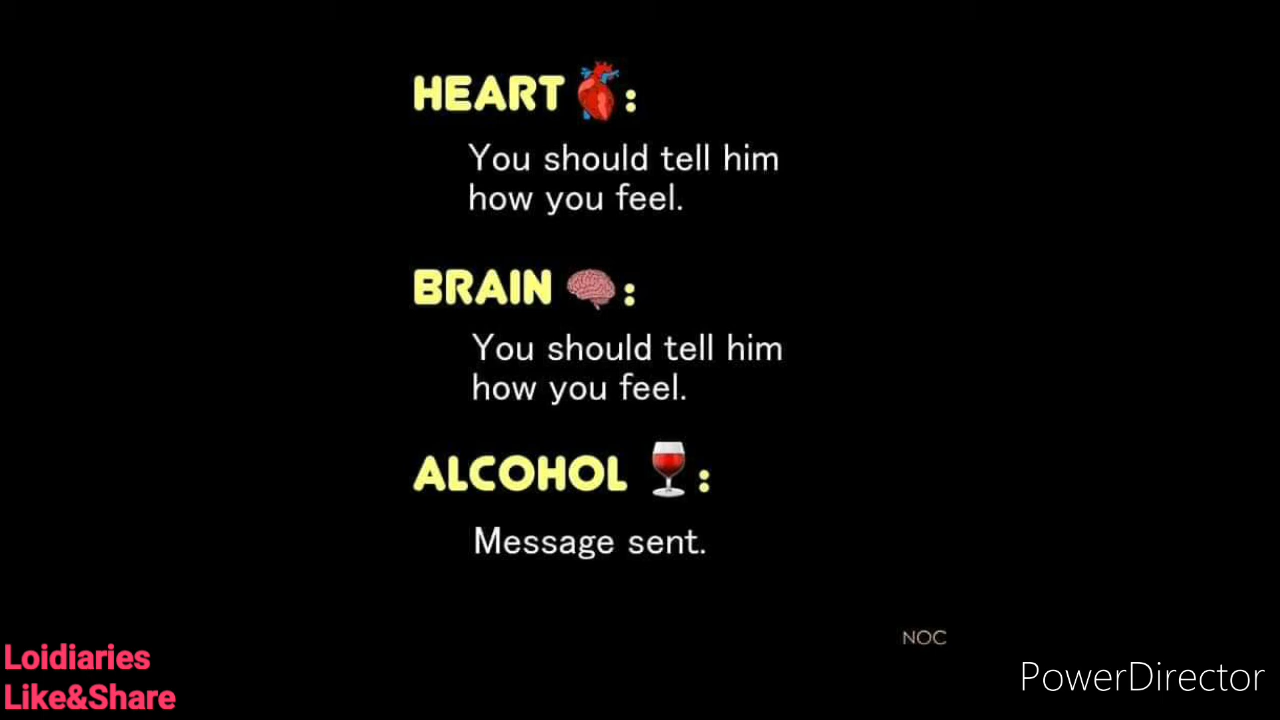 HEART 🫀:
You should tell him
how you feel.
BRAIN 🧠:
You should tell him
how you feel.
ALCOHOL 🍷:
Message sent.
NOC
Loidiaries
Like&Share
PowerDirector